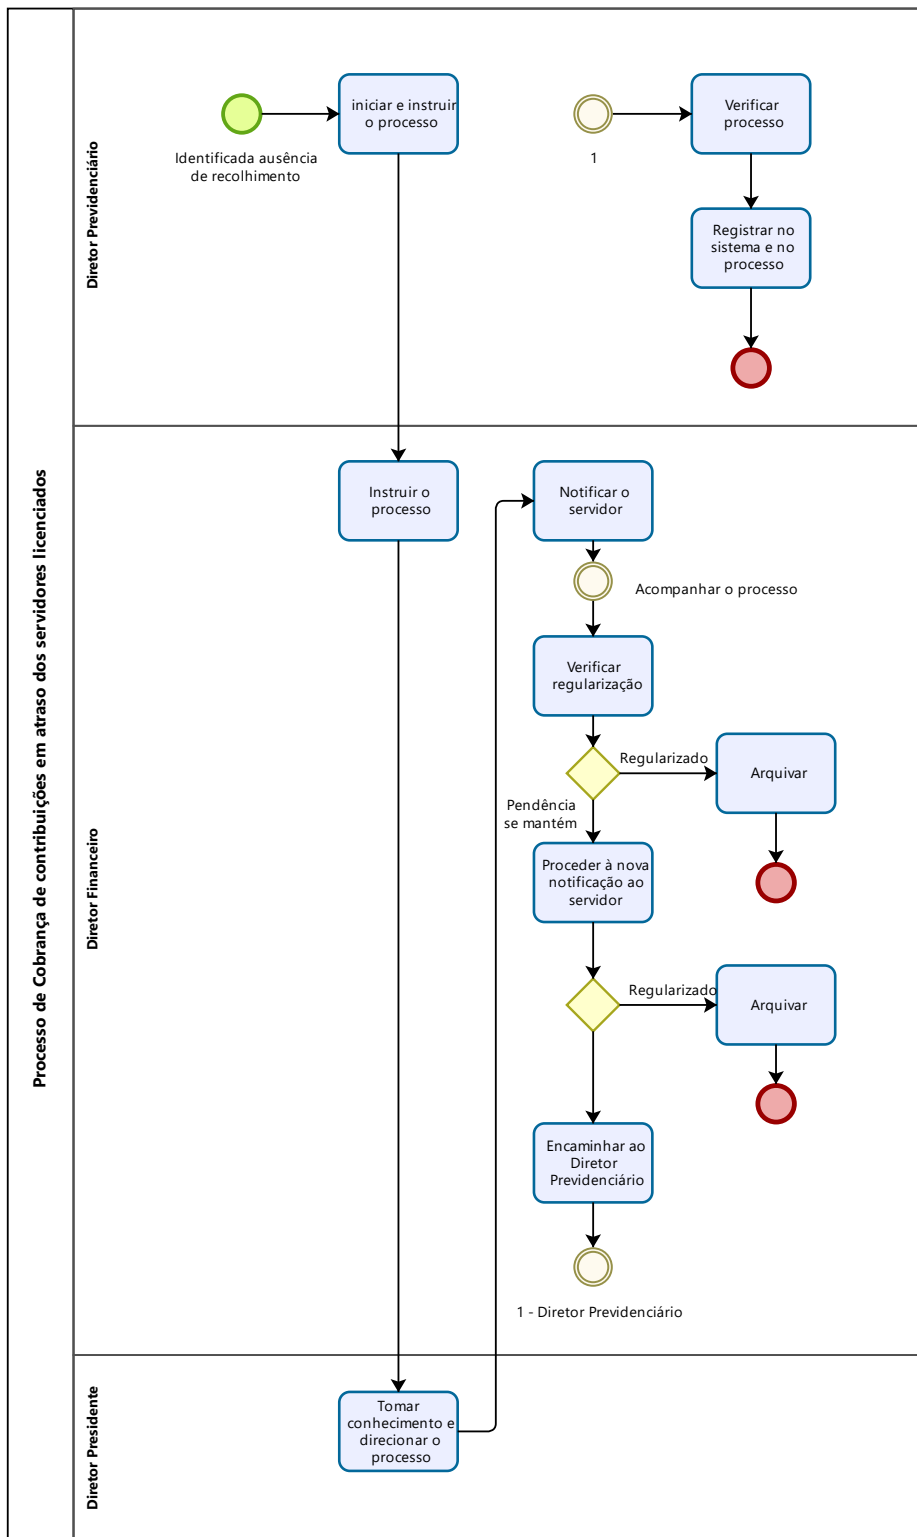 Processo de Cobrança de contribuições em atraso dos servidores licenciados
Diretor Previdenciário
Identificada ausência
de recolhimento
iniciar e instruir
o processo
1
Verificar
processo
Registrar no
sistema e no
processo
Diretor Financeiro
Instruir o
processo
Notificar o
servidor
Acompanhar o processo
Verificar
regularização
Regularizado
Arquivar
Pendência
se mantém
Proceder à nova
notificação ao
servidor
Regularizado
Arquivar
Encaminhar ao
Diretor
Previdenciário
1 - Diretor Previdenciário
Diretor Presidente
Tomar
conhecimento e
direcionar o
processo